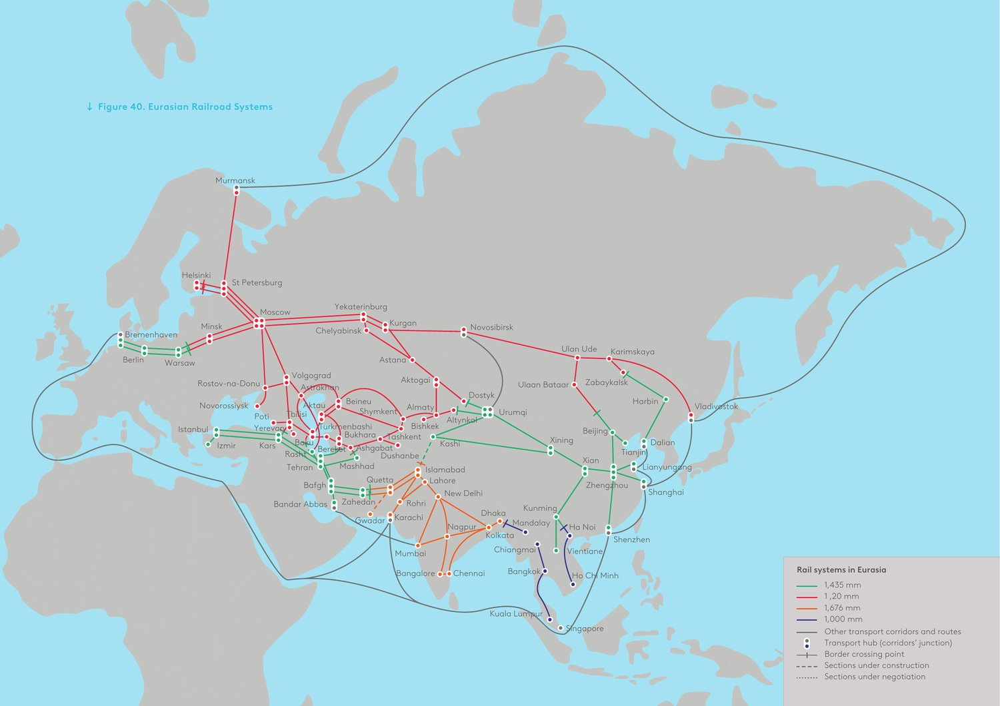 ↓ Figure 40. Eurasian Railroad Systems
Murmansk
Helsinki
St Petersburg
Moscow
Yekaterinburg
Kurgan
Chelyabinsk
Novosibirsk
Minsk
Bremenhaven
Berlin
Warsaw
Ulan Ude
Karimskaya
Astana
Volgograd
Aktogai
Rostov-na-Donu
Astrakhan
Ulaan Bataar
Zabaykalsk
Dostyk
Harbin
Novorossiysk
Aktau
Beineu
Shymkent
Almaty
Urumqi
Vladivostok
Poti
Tbilisi
Altynkol
Istanbul
Yerevan
Turkmenbashi
Bishkek
Beijing
Bukhara
Tashkent
Kashi
Xining
Dalian
Izmir
Kars
Baku
Rasht
Bereket
Ashgabat
Tianjin
Dushanbe
Tehran
Mashhad
Islamabad
Xian
Lianyungang
Bafgh
Quetta
Lahore
Zhengzhou
Shanghai
New Delhi
Bandar Abbas
Zahedan
Rohri
Kunming
Gwadar
Karachi
Dhaka
Mandalay
Ha Noi
Nagpur
Kolkata
Shenzhen
Mumbai
Chiangmai
Vientiane
Bangalore
Chennai
Bangkok
Ho Chi Minh
Kuala Lumpur
Singapore
Rail systems in Eurasia
1,435 mm
1 ,20 mm
1,676 mm
1,000 mm
Other transport corridors and routes
Transport hub (corridors’ junction)
Border crossing point
Sections under construction
Sections under negotiation